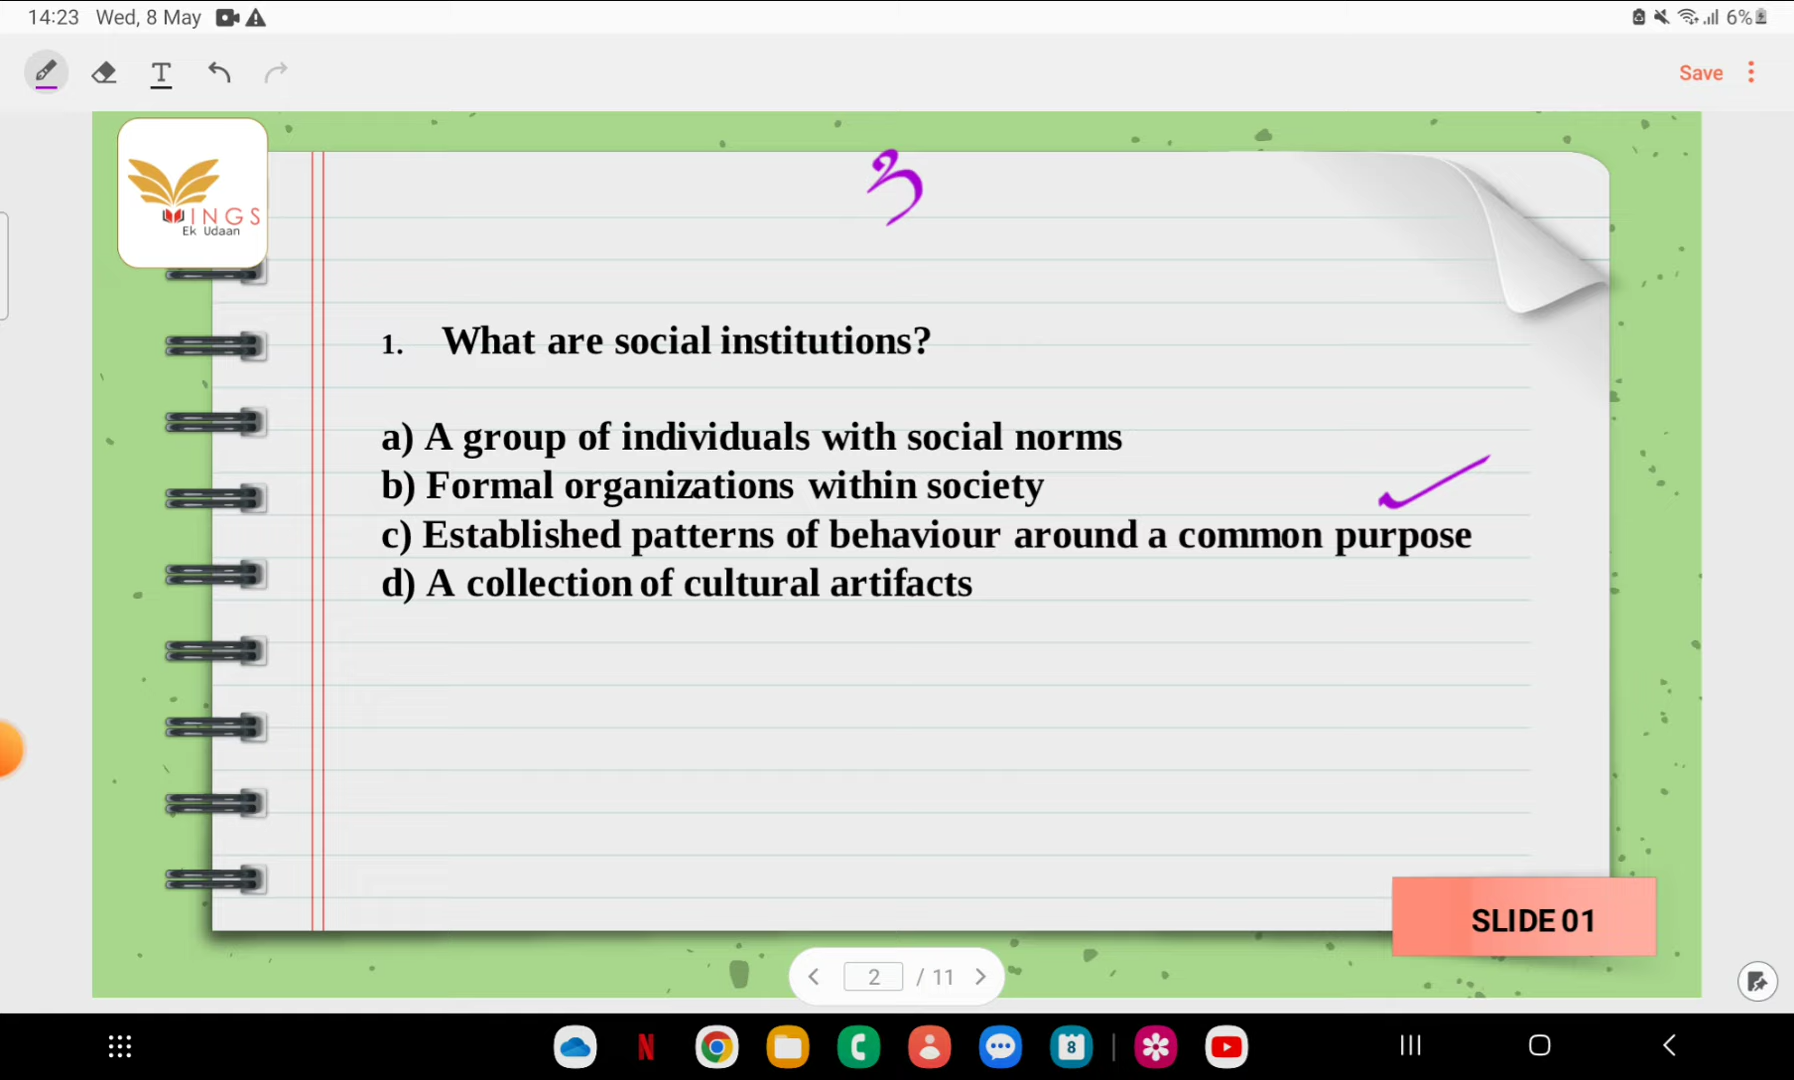 14:23 Wed, 8 May
6%
T
Save
WINGS
Ek Udaan
3
1. What are social institutions?
a) A group of individuals with social norms
b) Formal organizations within society
c) Established patterns of behaviour around a common purpose
d) A collection of cultural artifacts
SLIDE 01
2 / 11
N
8